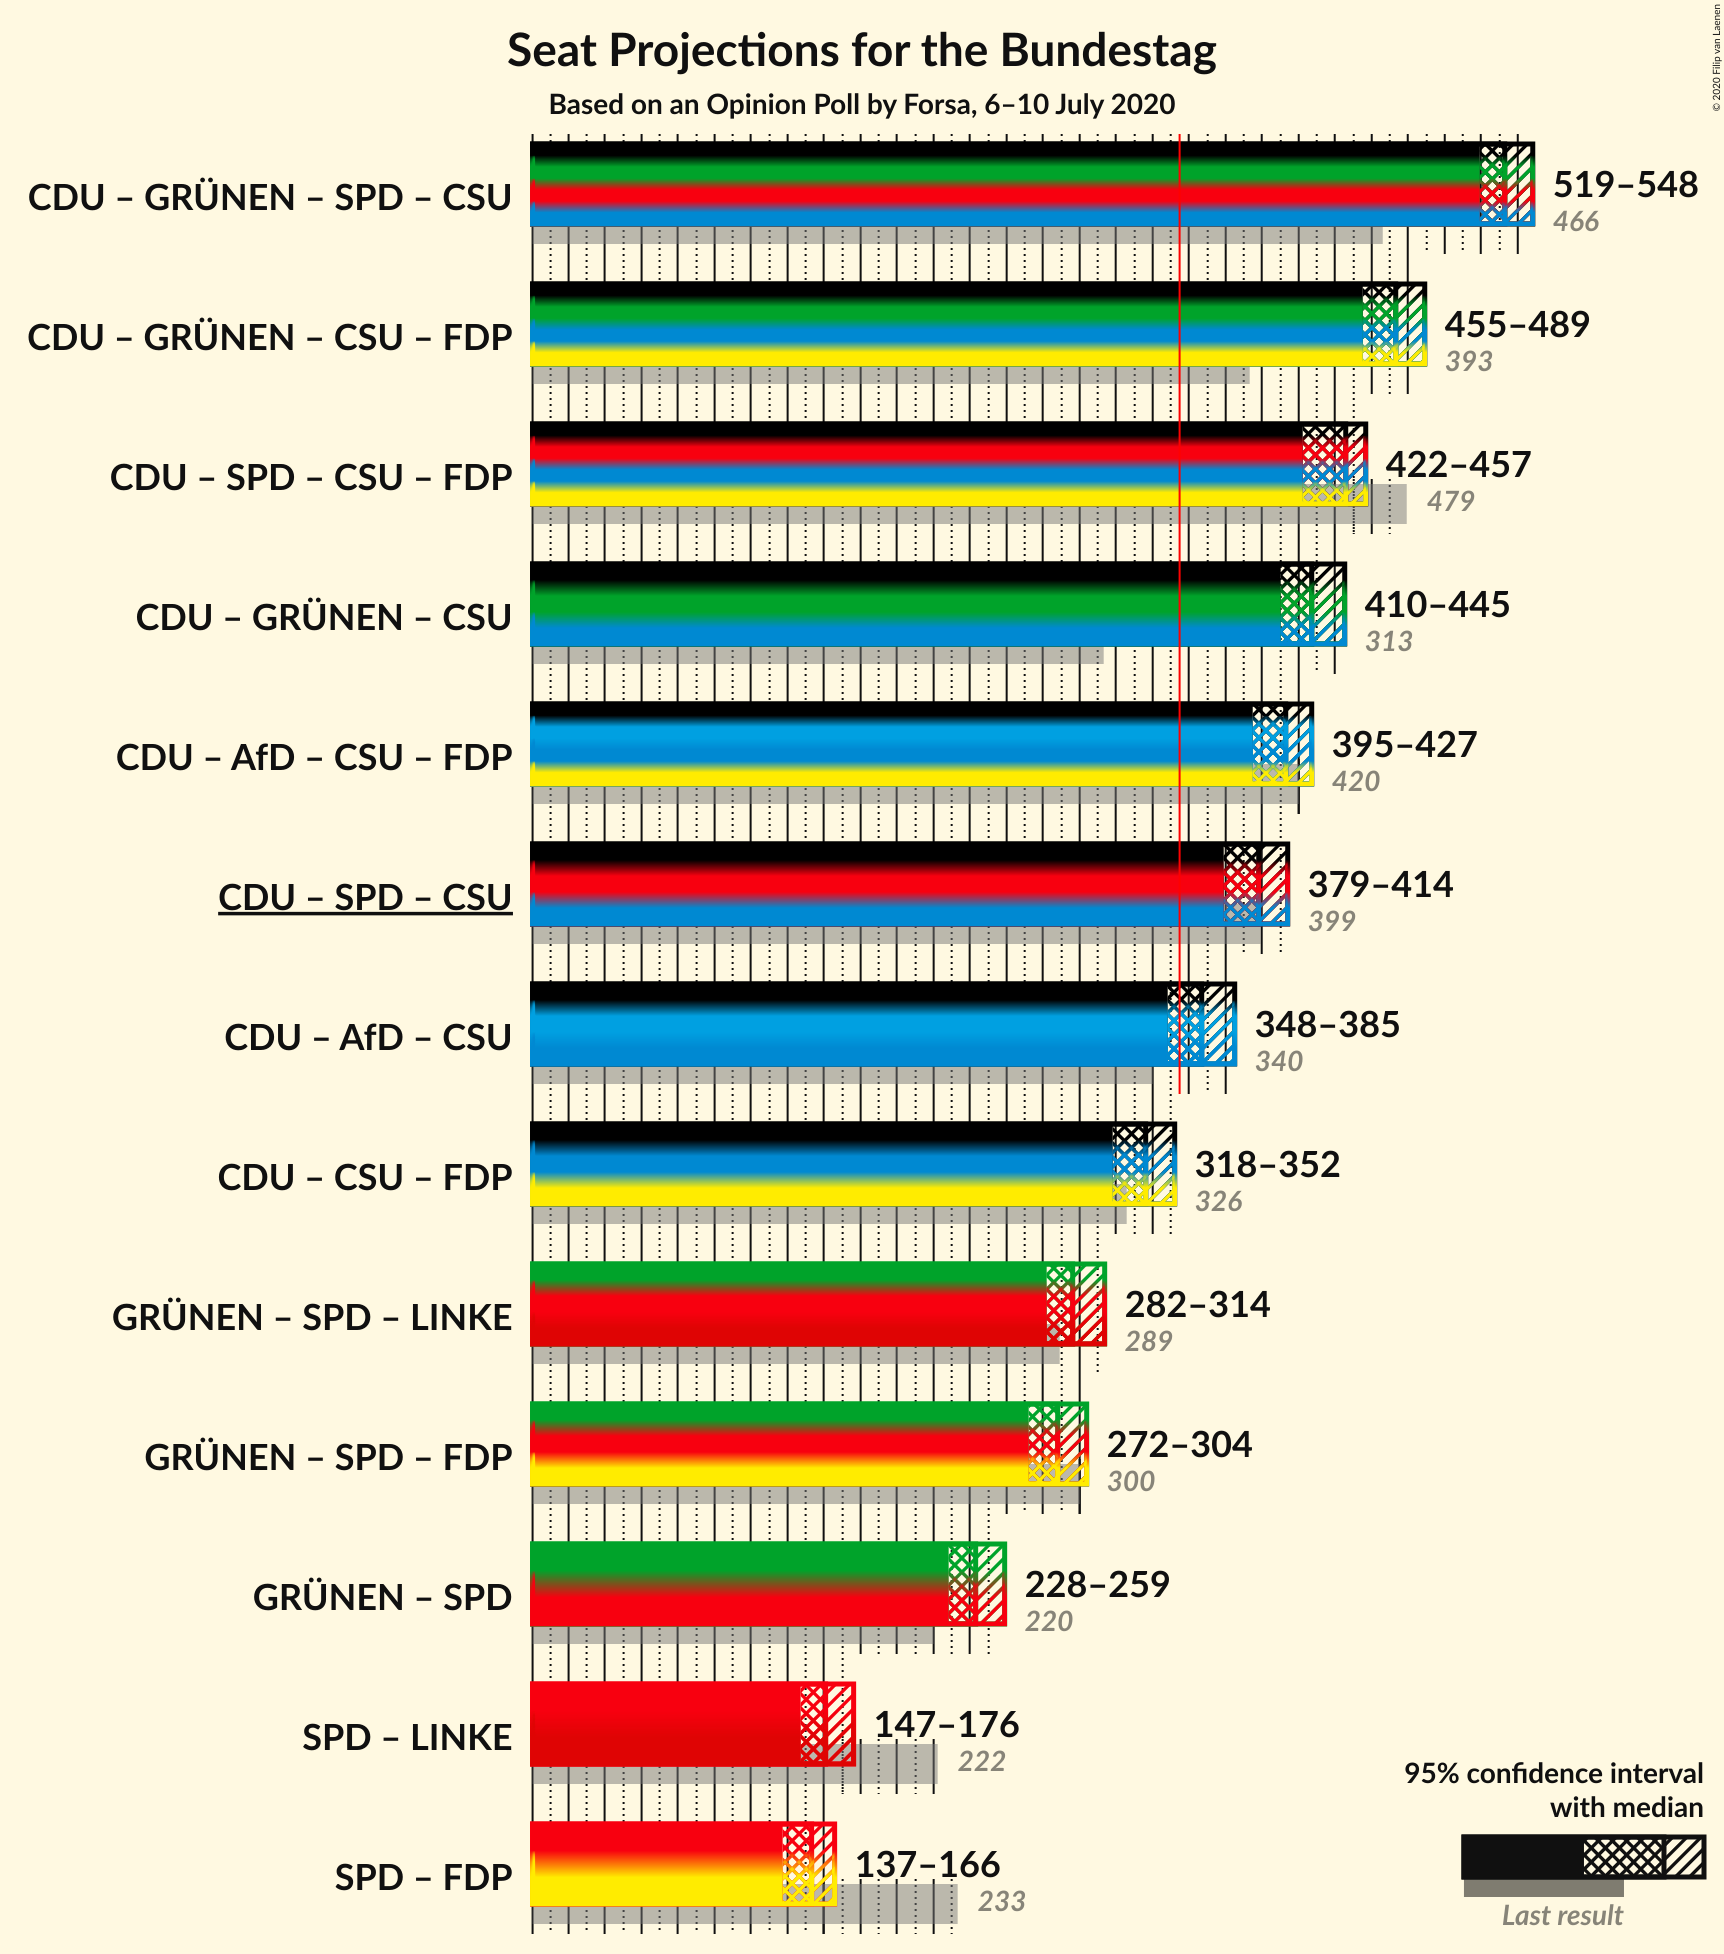 Seat Projections for the Bundestag
Based on an Opinion Poll by Forsa, 6–10 July 2020
© 2020 Filip van Laenen
CDU – GRÜNEN – SPD – CSU
519–548
466
CDU – GRÜNEN – CSU – FDP
455–489
393
CDU – SPD – CSU – FDP
422–457
479
CDU – GRÜNEN – CSU
410–445
313
CDU – AfD – CSU – FDP
395–427
420
CDU – SPD – CSU
379–414
399
CDU – AfD – CSU
348–385
340
CDU – CSU – FDP
318–352
326
GRÜNEN – SPD – LINKE
282–314
289
GRÜNEN – SPD – FDP
272–304
300
GRÜNEN – SPD
228–259
220
SPD – LINKE
147–176
222
SPD – FDP
137–166
233
95% confidence interval
with median
Last result